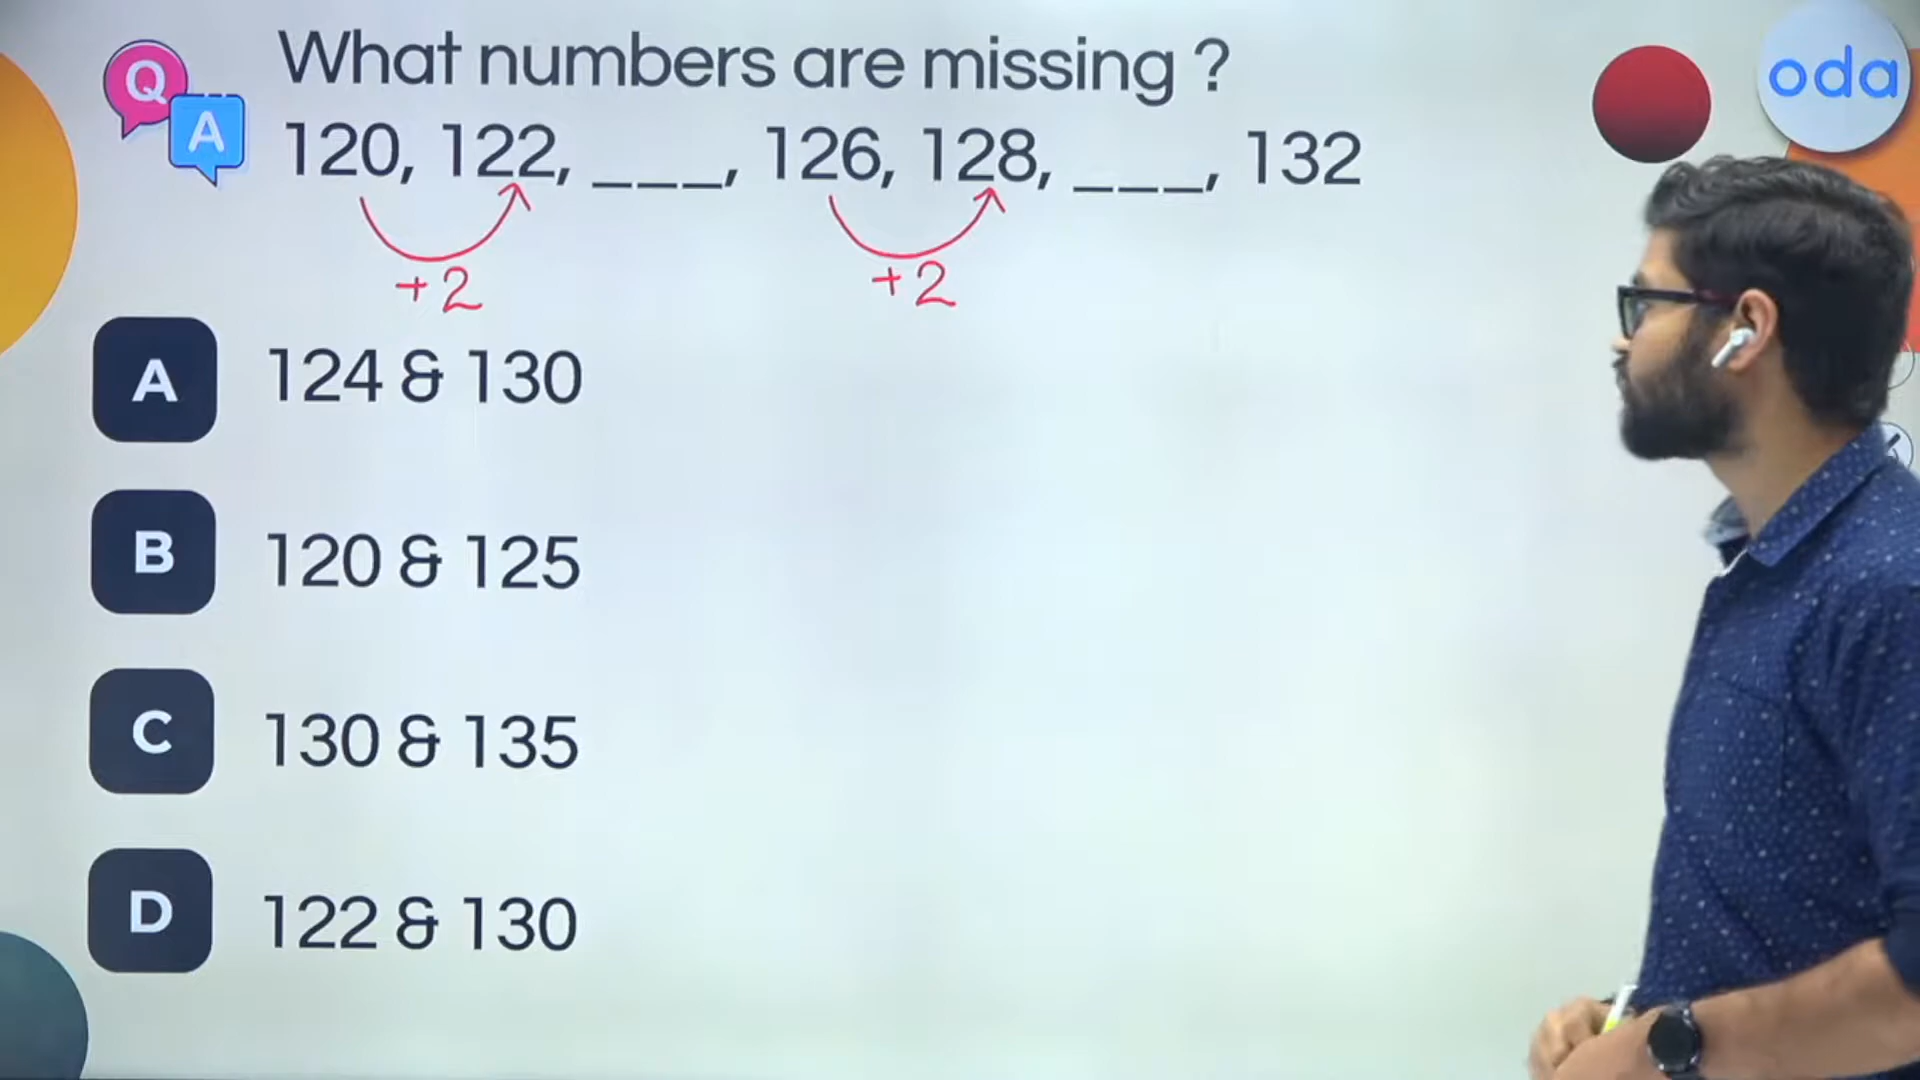 Q
A
What numbers are missing ?
120, 122, ___, 126, 128, ___, 132
+2
+2
oda
A
124 & 130
B
120 & 125
C
130 & 135
D
122 & 130